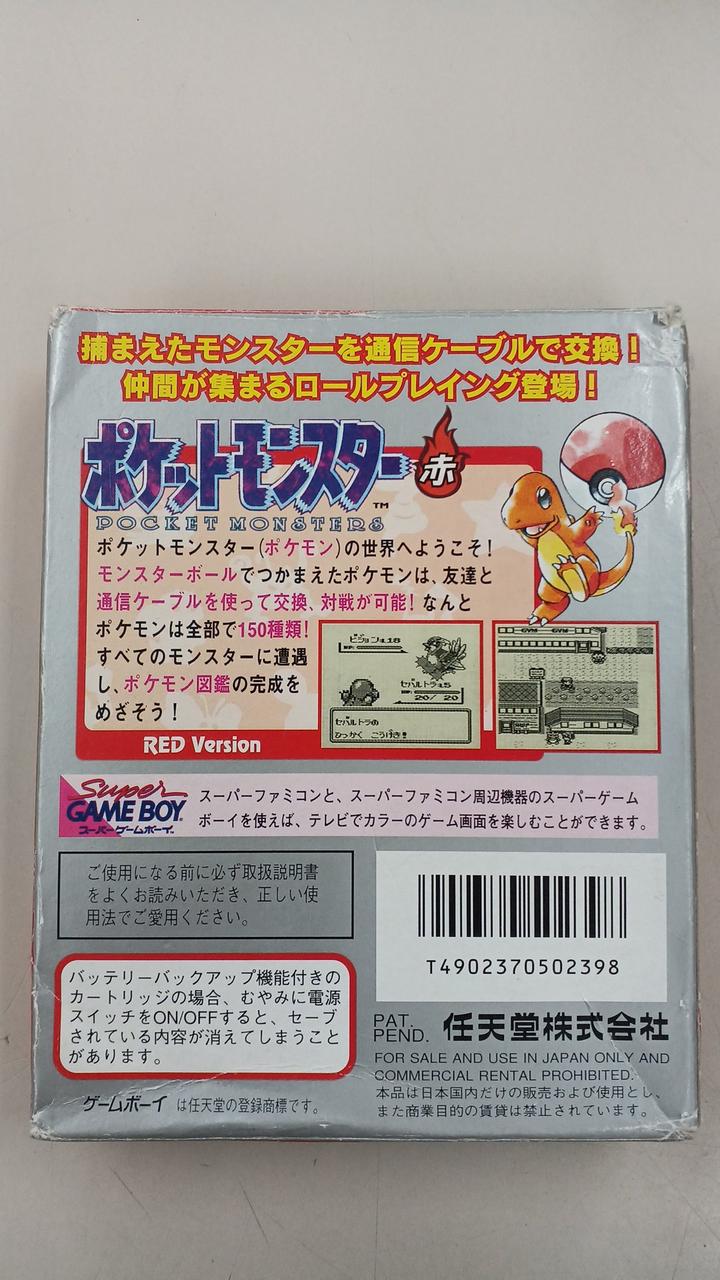 捕まえたモンスターを通信ケーブルで交換！
仲間が集まるロールプレイング登場！
ポケットモンスター 赤
TM
POCKET MONSTERS
ポケットモンスター(ポケモン)の世界へようこそ!
モンスターボールでつかまえたポケモンは、友達と
通信ケーブルを使って交換、対戦が可能! なんと
ポケモンは全部で150種類!
すべてのモンスターに遭遇
し、ポケモン図鑑の完成を
めざそう！
RED Version
ピジョン:L18
HP:
セバルトラ:L5
HP:
20/ 20
セバルトラの
ひっかく こうげき!
GYM
GYM
Super
GAME BOY
スーパーゲームボーイ
スーパーファミコンと、スーパーファミコン周辺機器のスーパーゲーム
ボーイを使えば、テレビでカラーのゲーム画面を楽しむことができます。
ご使用になる前に必ず取扱説明書
をよくお読みいただき、正しい使
用法でご愛用ください。
T4902370502398
バッテリーバックアップ機能付きの
カートリッジの場合、むやみに電源
スイッチをON/OFFすると、セーブ
されている内容が消えてしまうこと
があります。
PAT. PEND. 任天堂株式会社
FOR SALE AND USE IN JAPAN ONLY AND
COMMERCIAL RENTAL PROHIBITED.
本品は日本国内だけの販売および使用とし、
また商業目的の賃貸は禁止されています。
ゲームボーイ は任天堂の登録商標です。